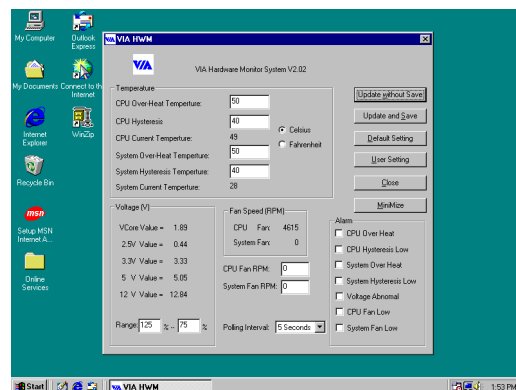 My Computer
Outlook
Express
My Documents
Connect to th
Internet
Internet
Explorer
WinZip
Recycle Bin
msn
Setup MSN
Internet A...
Online
Services
VIA HWM
VIA
VIA Hardware Monitor System V2.02
Temperature
CPU Over-Heat Temperture: 50
CPU Hysteresis 40
CPU Current Temperture: 49
System Over-Heat Temperture: 50
System Hysteresis Temperture: 40
System Current Temperture: 28
Celsius
Fahrenheit
Update without Save
Update and Save
Default Setting
User Setting
Close
MiniMize
Voltage (V)
VCore Value = 1.89
2.5V Value = 0.44
3.3V Value = 3.33
5 V Value = 5.05
12 V Value = 12.84
Range: 125 % .. 75 %
Fan Speed (RPM)
CPU Fan: 4615
System Fan: 0
CPU Fan RPM: 0
System Fan RPM: 0
Polling Interval: 5 Seconds
Alarm
CPU Over Heat
CPU Hysteresis Low
System Over Heat
System Hysteresis Low
Voltage Abnomal
CPU Fan Low
System Fan Low
Start
VIA HWM
1:53 PM